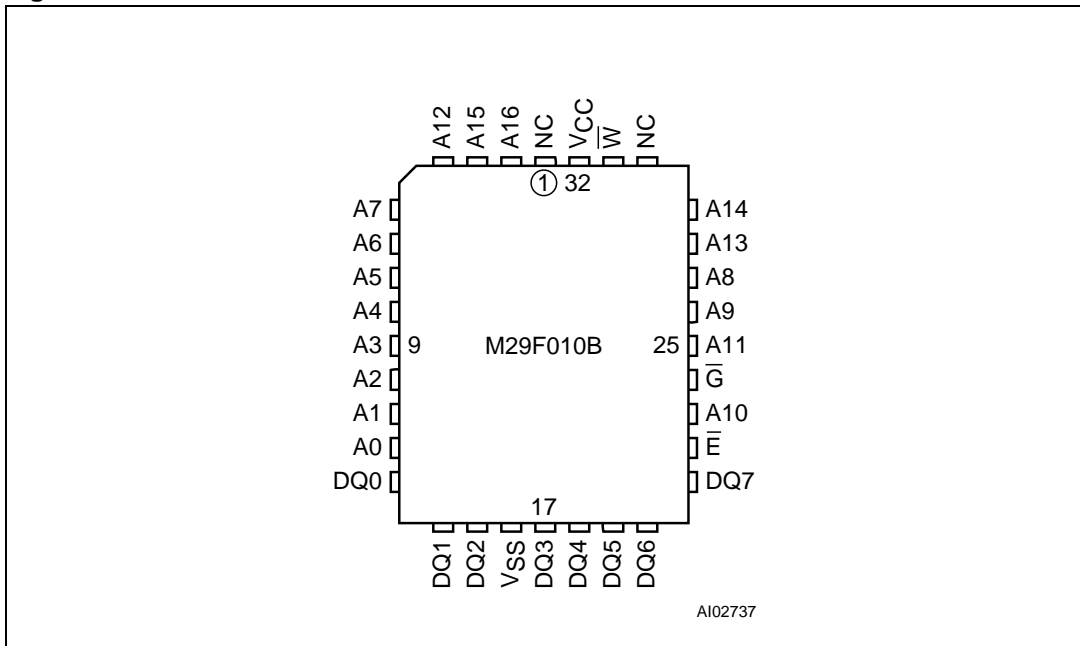 A12 A15 A16 NC VCC W̅ NC
1 32
A7 A14
A6 A13
A5 A8
A4 A9
A3 9 M29F010B 25 A11
A2 G̅
A1 A10
A0 E̅
DQ0 DQ7
17
DQ1 DQ2 VSS DQ3 DQ4 DQ5 DQ6
AI02737